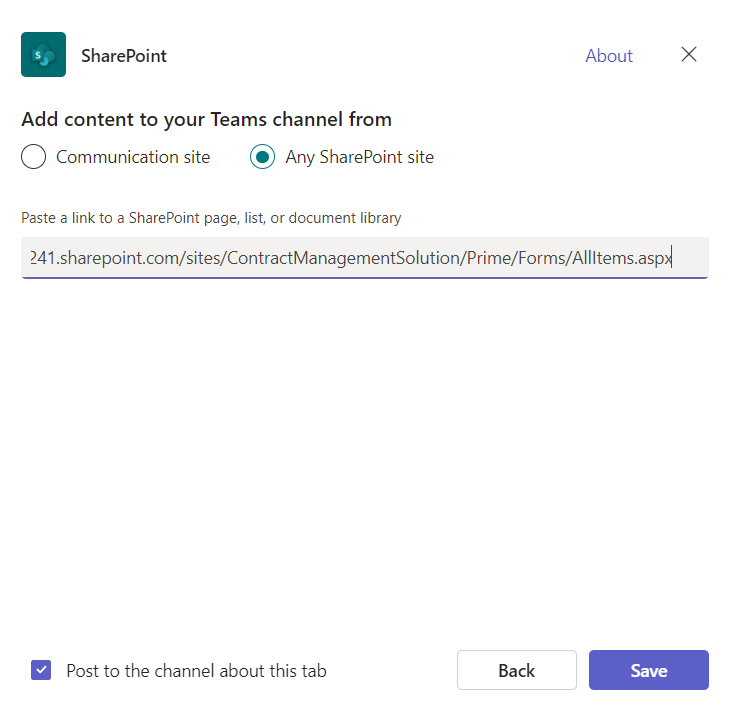 SharePoint
About
Add content to your Teams channel from
Communication site
Any SharePoint site
Paste a link to a SharePoint page, list, or document library
241.sharepoint.com/sites/ContractManagementSolution/Prime/Forms/AllItems.aspx
Post to the channel about this tab
Back
Save